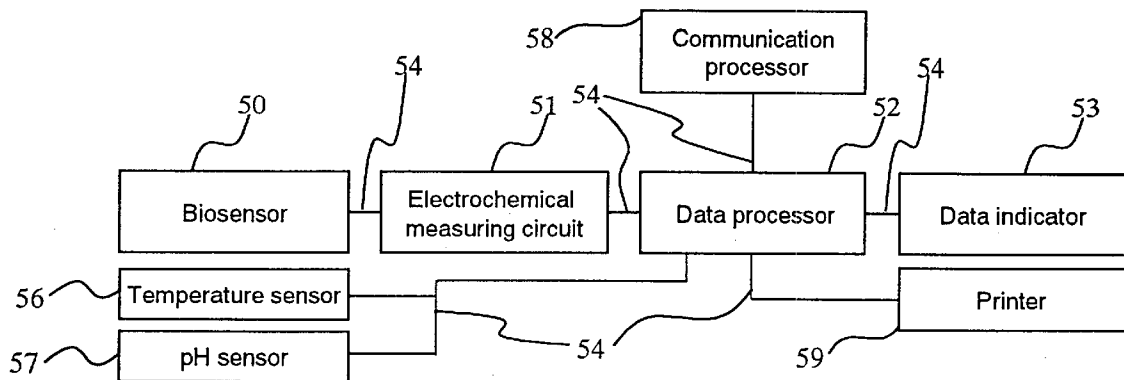 58
Communication
processor
54
54
54
50
51
52
53
Biosensor
Electrochemical
measuring circuit
Data processor
Data indicator
56
Temperature sensor
Printer
57
pH sensor
54
59